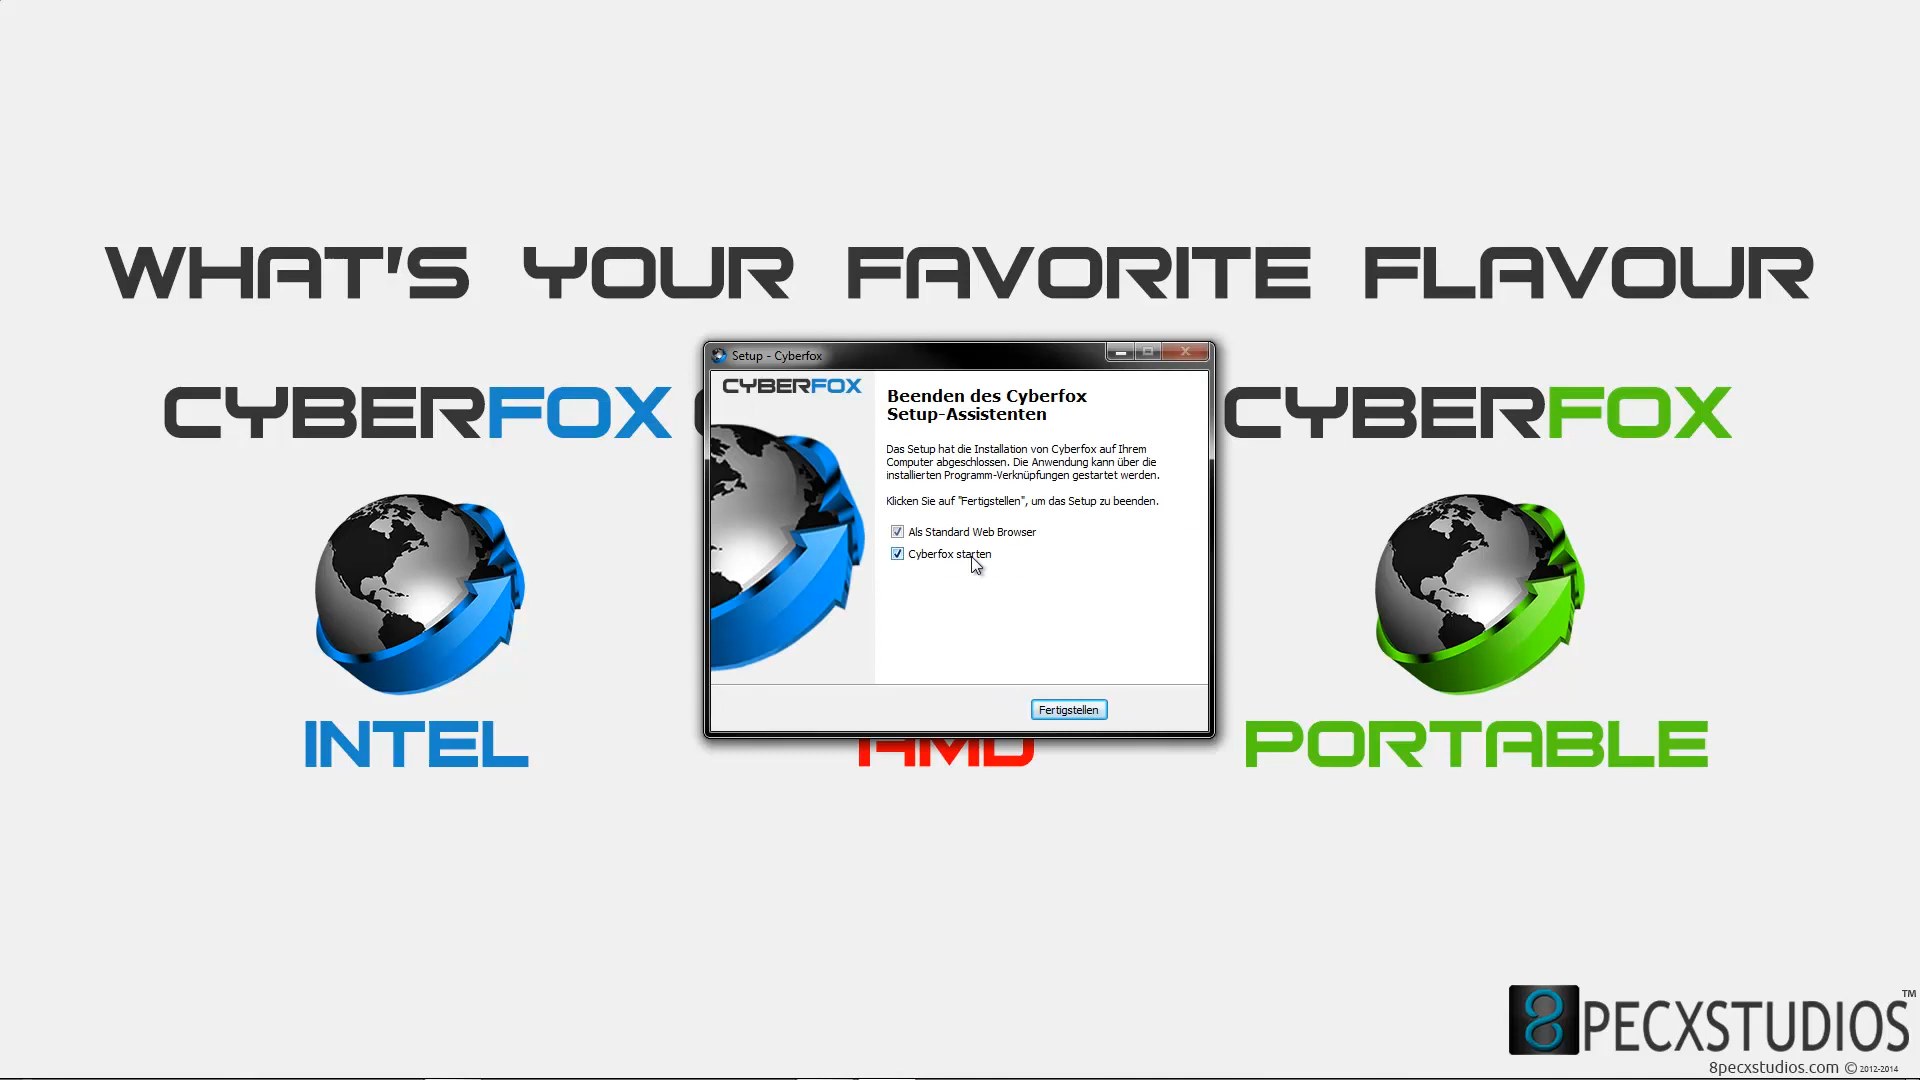 WHAT'S YOUR FAVORITE FLAVOUR
Setup - Cyberfox
CYBERFOX
CYBERFOX
CYBERFOX
Beenden des Cyberfox
Setup-Assistenten
Das Setup hat die Installation von Cyberfox auf Ihrem
Computer abgeschlossen. Die Anwendung kann über die
installierten Programm-Verknüpfungen gestartet werden.
Klicken Sie auf "Fertigstellen", um das Setup zu beenden.
Als Standard Web Browser
Cyberfox starten
Fertigstellen
INTEL
AMD
PORTABLE
8PECXSTUDIOS™
8pecxstudios.com © 2012-2014